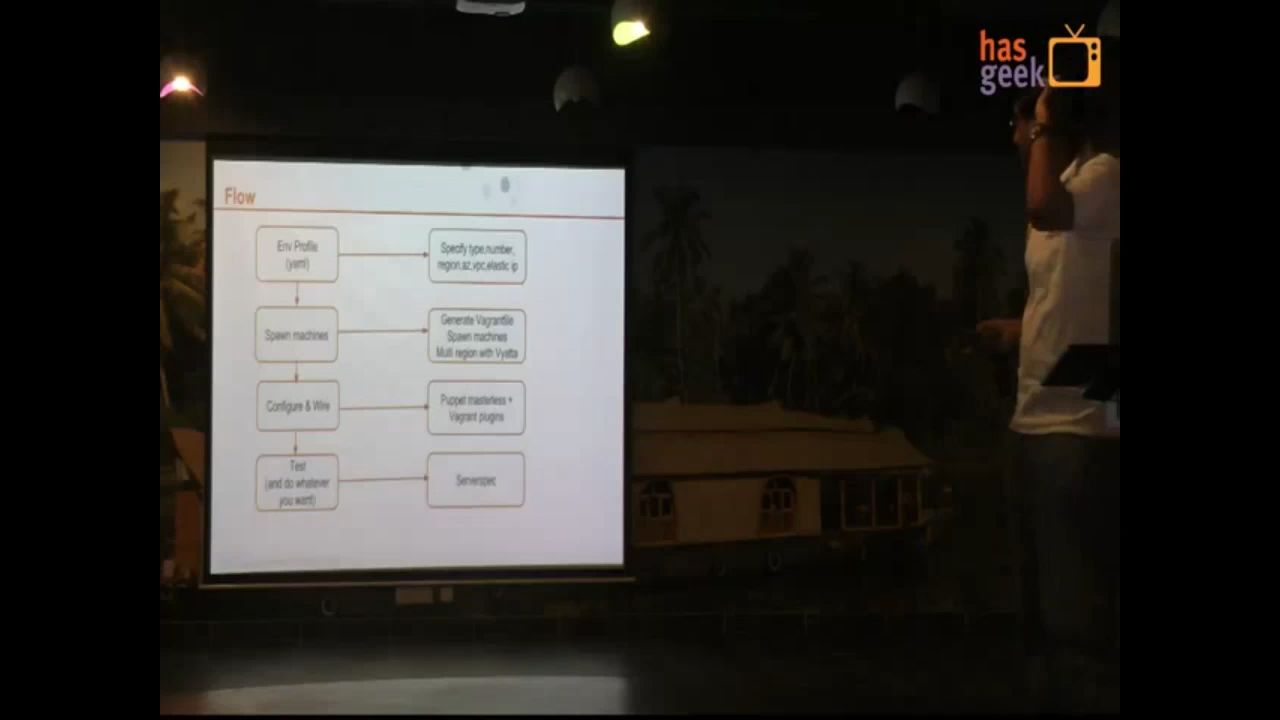 has
geek
Flow
Env Profile
(yaml)
Specify type,number,
region,az,vpc,elastic ip
Spawn machines
Generate Vagrantfile
Spawn machines
Multi region with Vyatta
Configure & Wire
Puppet masterless +
Vagrant plugins
Test
(and do whatever
you want)
Serverspec